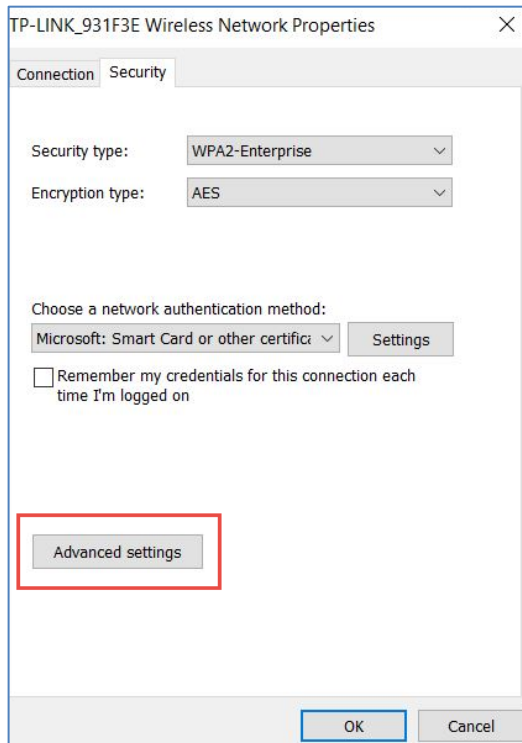 TP-LINK_931F3E Wireless Network Properties
Connection Security
Security type: WPA2-Enterprise
Encryption type: AES
Choose a network authentication method:
Microsoft: Smart Card or other certifica Settings
Remember my credentials for this connection each
time I'm logged on
Advanced settings
OK Cancel